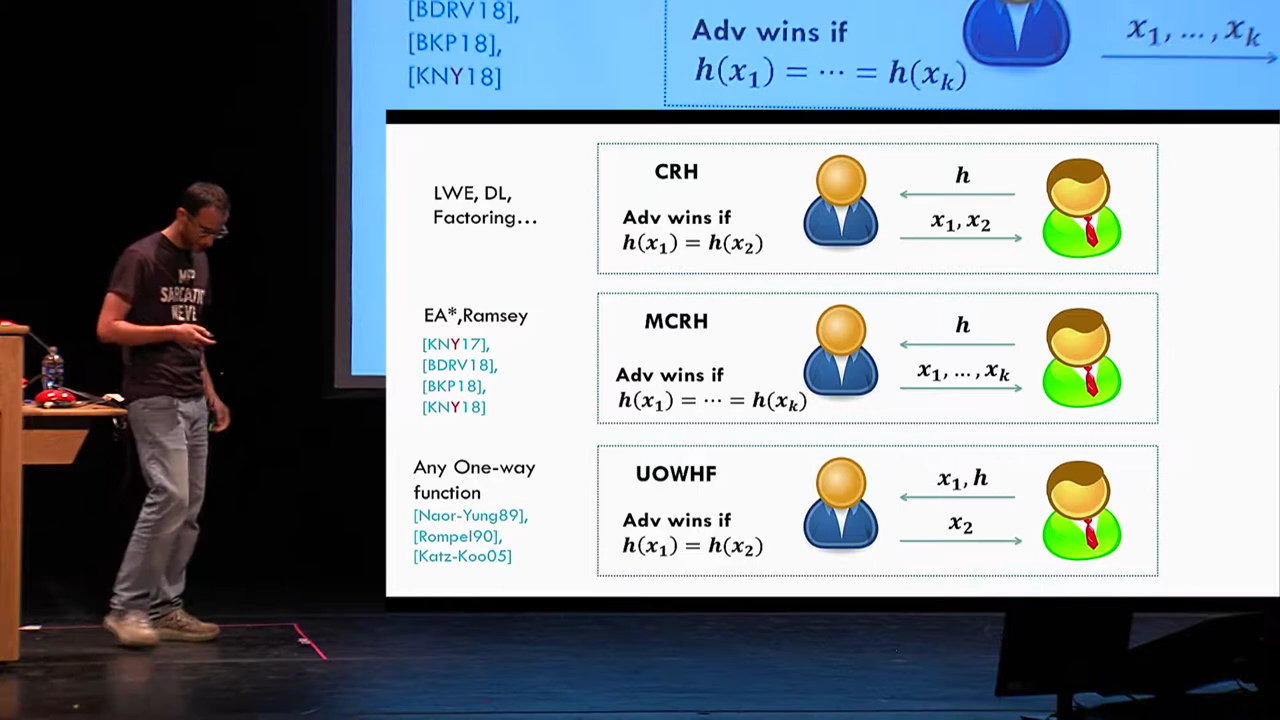 [BDRV18],
[BKP18],
[KNY18]
Adv wins if
h(x₁) = ⋯ = h(xₖ)
x₁, …, xₖ
LWE, DL,
Factoring…
CRH
Adv wins if
h(x₁) = h(x₂)
h
x₁, x₂
EA*,Ramsey
[KNY17],
[BDRV18],
[BKP18],
[KNY18]
MCRH
Adv wins if
h(x₁) = ⋯ = h(xₖ)
h
x₁, …, xₖ
Any One-way
function
[Naor-Yung89],
[Rompel90],
[Katz-Koo05]
UOWHF
Adv wins if
h(x₁) = h(x₂)
x₁, h
x₂